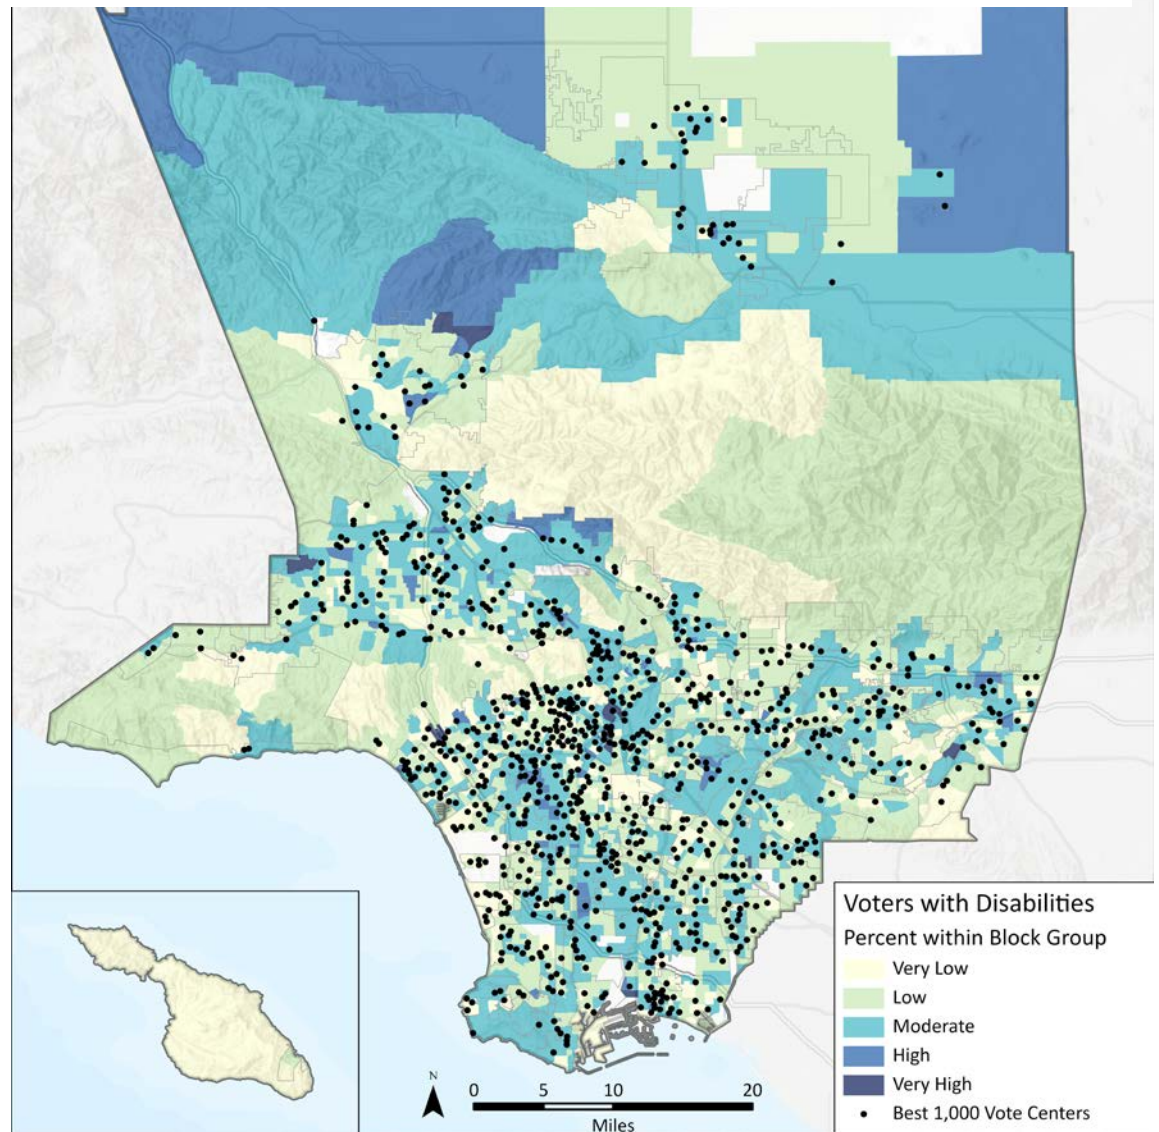 Voters with Disabilities
Percent within Block Group
Very Low
Low
Moderate
High
Very High
Best 1,000 Vote Centers
N
0 5 10 20
Miles